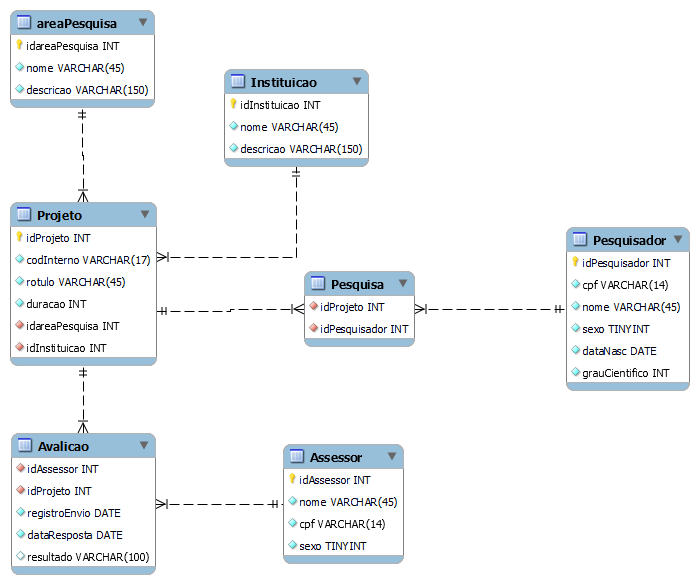 areaPesquisa
idareaPesquisa INT
nome VARCHAR(45)
descricao VARCHAR(150)
Instituicao
idInstituicao INT
nome VARCHAR(45)
descricao VARCHAR(150)
Projeto
idProjeto INT
codInterno VARCHAR(17)
rotulo VARCHAR(45)
duracao INT
idareaPesquisa INT
idInstituicao INT
Pesquisa
idProjeto INT
idPesquisador INT
Pesquisador
idPesquisador INT
cpf VARCHAR(14)
nome VARCHAR(45)
sexo TINYINT
dataNasc DATE
grauCientifico INT
Avalicao
idAssessor INT
idProjeto INT
registroEnvio DATE
dataResposta DATE
resultado VARCHAR(100)
Assessor
idAssessor INT
nome VARCHAR(45)
cpf VARCHAR(14)
sexo TINYINT